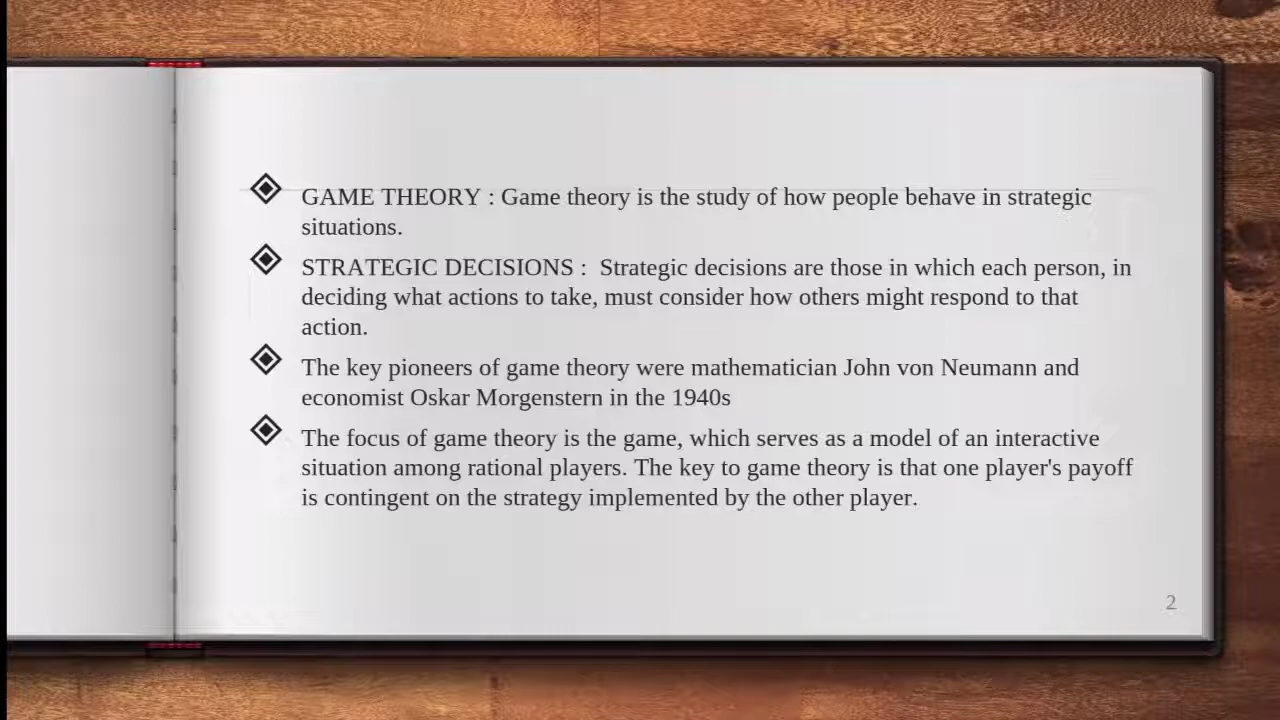 GAME THEORY : Game theory is the study of how people behave in strategic
situations.
STRATEGIC DECISIONS :  Strategic decisions are those in which each person, in
deciding what actions to take, must consider how others might respond to that
action.
The key pioneers of game theory were mathematician John von Neumann and
economist Oskar Morgenstern in the 1940s
The focus of game theory is the game, which serves as a model of an interactive
situation among rational players. The key to game theory is that one player's payoff
is contingent on the strategy implemented by the other player.
2